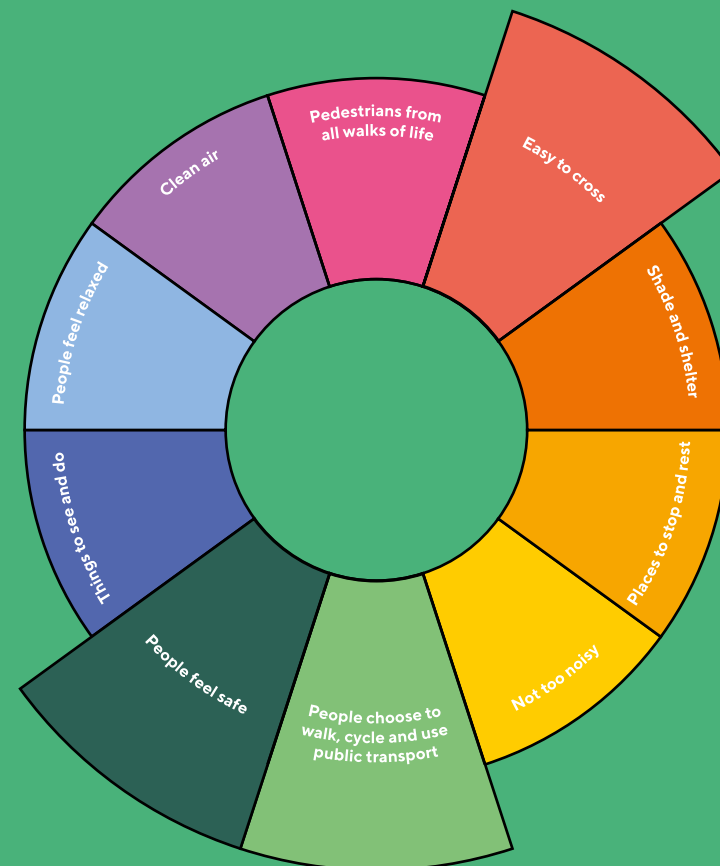 Pedestrians from
all walks of life
Easy to cross
Shade and shelter
Places to stop and rest
Not too noisy
People choose to
walk, cycle and use
public transport
People feel safe
Things to see and do
People feel relaxed
Clean air